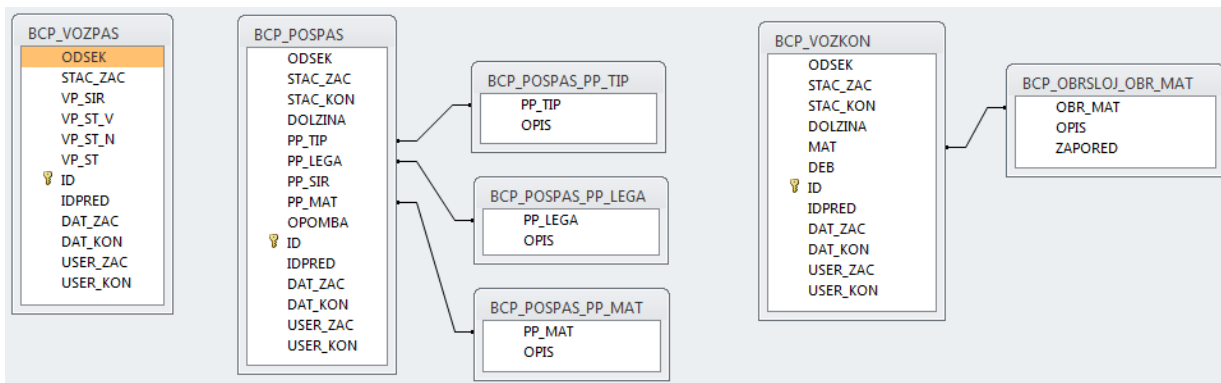 BCP_VOZPAS
ODSEK
STAC_ZAC
VP_SIR
VP_ST_V
VP_ST_N
VP_ST
ID
IDPRED
DAT_ZAC
DAT_KON
USER_ZAC
USER_KON
BCP_POSPAS
ODSEK
STAC_ZAC
STAC_KON
DOLZINA
PP_TIP
PP_LEGA
PP_SIR
PP_MAT
OPOMBA
ID
IDPRED
DAT_ZAC
DAT_KON
USER_ZAC
USER_KON
BCP_POSPAS_PP_TIP
PP_TIP
OPIS
BCP_POSPAS_PP_LEGA
PP_LEGA
OPIS
BCP_POSPAS_PP_MAT
PP_MAT
OPIS
BCP_VOZKON
ODSEK
STAC_ZAC
STAC_KON
DOLZINA
MAT
DEB
ID
IDPRED
DAT_ZAC
DAT_KON
USER_ZAC
USER_KON
BCP_OBRSLOJ_OBR_MAT
OBR_MAT
OPIS
ZAPORED